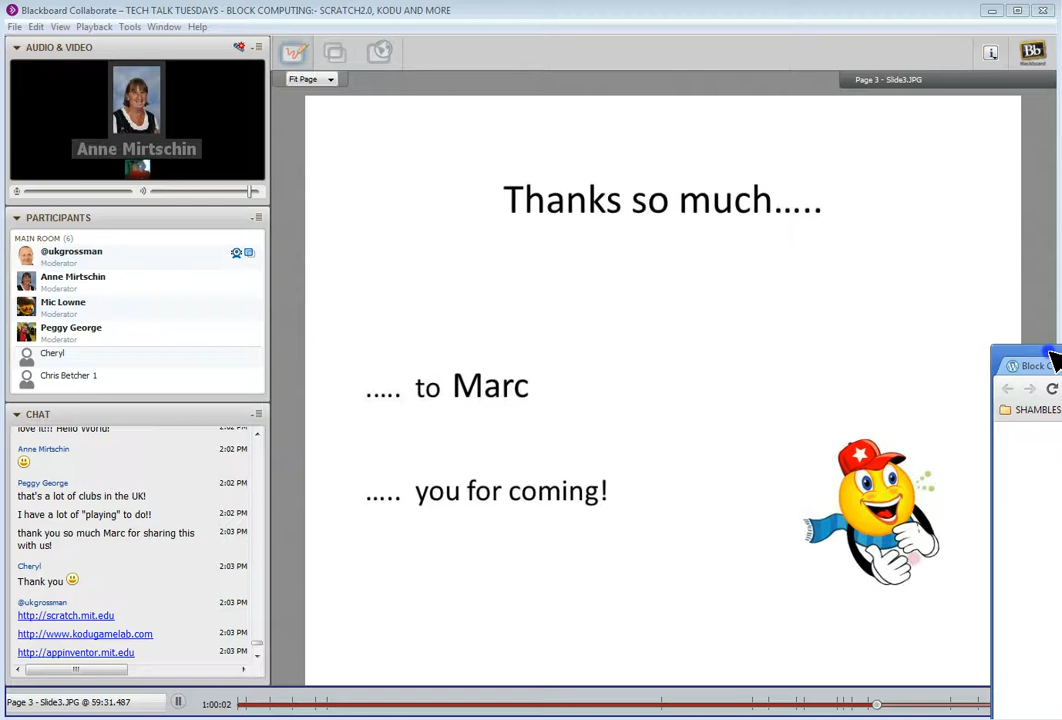 Blackboard Collaborate – TECH TALK TUESDAYS - BLOCK COMPUTING:- SCRATCH2.0, KODU AND MORE
File Edit View Playback Tools Window Help
AUDIO & VIDEO
Anne Mirtschin
PARTICIPANTS
MAIN ROOM (6)
@ukgrossman
Moderator
Anne Mirtschin
Moderator
Mic Lowne
Moderator
Peggy George
Moderator
Cheryl
Chris Betcher 1
CHAT
love it!!! Hello World!
2:02 PM
Anne Mirtschin 2:02 PM
Peggy George 2:02 PM
that's a lot of clubs in the UK!
I have a lot of "playing" to do!! 2:02 PM
thank you so much Marc for sharing this 2:02 PM
with us!
Cheryl 2:03 PM
Thank you
@ukgrossman 2:03 PM
http://scratch.mit.edu 2:03 PM
http://www.kodugamelab.com 2:03 PM
http://appinventor.mit.edu 2:03 PM
Page 3 - Slide3.JPG @ 59:31.487
1:00:02
Fit Page
Page 3 - Slide3.JPG
Bb
Blackboard
Thanks so much.....
..... to Marc
..... you for coming!
Block C
SHAMBLES